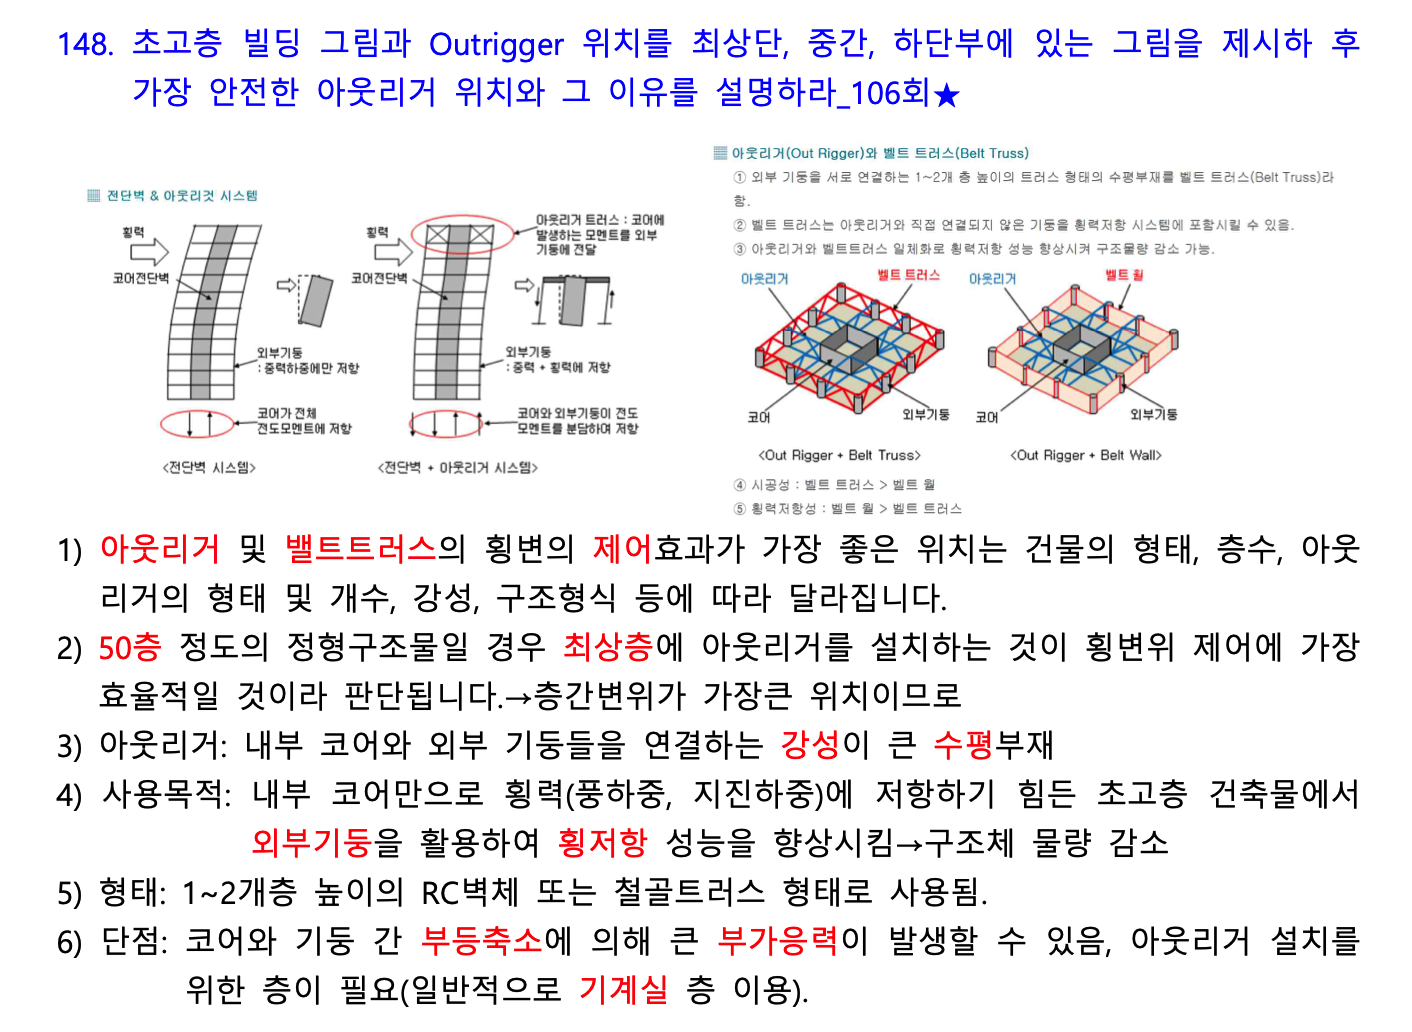 148. 초고층 빌딩 그림과 Outrigger 위치를 최상단, 중간, 하단부에 있는 그림을 제시하 후
가장 안전한 아웃리거 위치와 그 이유를 설명하라_106회★
▦ 전단벽 & 아웃리컷 시스템
횡력
코어전단벽
외부기둥
: 중력하중에만 저항
코어가 전체
전도모멘트에 저항
<전단벽 시스템>
횡력
코어전단벽
아웃리거 트러스 : 코어에
발생하는 모멘트를 외부
기둥에 전달
외부기둥
: 중력 + 횡력에 저항
코어와 외부기둥이 전도
모멘트를 분담하여 저항
<전단벽 + 아웃리거 시스템>
▦ 아웃리거(Out Rigger)와 벨트 트러스(Belt Truss)
① 외부 기둥을 서로 연결하는 1~2개 층 높이의 트러스 형태의 수평부재를 벨트 트러스(Belt Truss)라
함.
② 벨트 트러스는 아웃리거와 직접 연결되지 않은 기둥을 횡력저항 시스템에 포함시킬 수 있음.
③ 아웃리거와 벨트트러스 일체화로 횡력저항 성능 향상시켜 구조물량 감소 가능.
아웃리거
벨트 트러스
코어
외부기둥
<Out Rigger + Belt Truss>
아웃리거
벨트 월
코어
외부기둥
<Out Rigger + Belt Wall>
④ 시공성 : 벨트 트러스 > 벨트 월
⑤ 횡력저항성 : 벨트 월 > 벨트 트러스
1) 아웃리거 및 밸트트러스의 횡변의 제어효과가 가장 좋은 위치는 건물의 형태, 층수, 아웃
리거의 형태 및 개수, 강성, 구조형식 등에 따라 달라집니다.
2) 50층 정도의 정형구조물일 경우 최상층에 아웃리거를 설치하는 것이 횡변위 제어에 가장
효율적일 것이라 판단됩니다.→층간변위가 가장큰 위치이므로
3) 아웃리거: 내부 코어와 외부 기둥들을 연결하는 강성이 큰 수평부재
4) 사용목적: 내부 코어만으로 횡력(풍하중, 지진하중)에 저항하기 힘든 초고층 건축물에서
외부기둥을 활용하여 횡저항 성능을 향상시킴→구조체 물량 감소
5) 형태: 1~2개층 높이의 RC벽체 또는 철골트러스 형태로 사용됨.
6) 단점: 코어와 기둥 간 부등축소에 의해 큰 부가응력이 발생할 수 있음, 아웃리거 설치를
위한 층이 필요(일반적으로 기계실 층 이용).